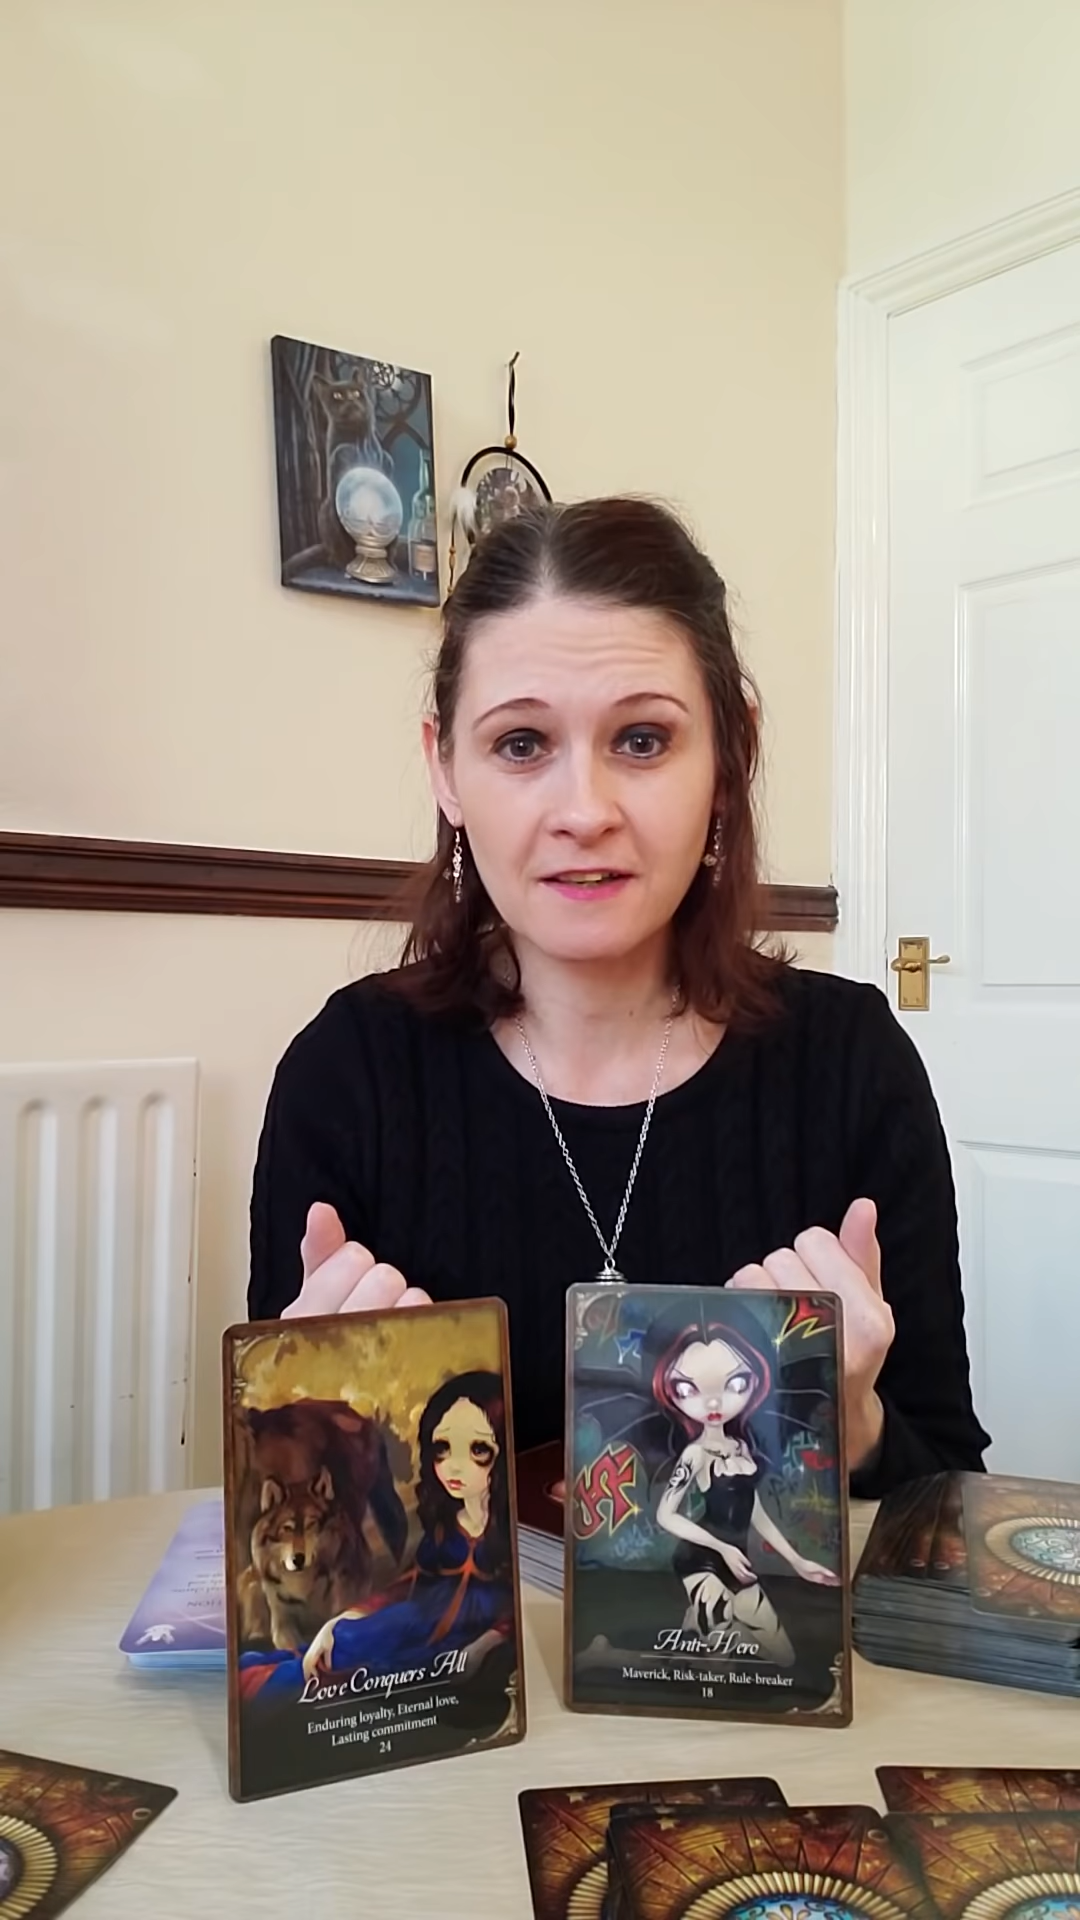 Love Conquers All
Enduring loyalty, Eternal love,
Lasting commitment
24
Anti-Hero
Maverick, Risk-taker, Rule-breaker
18